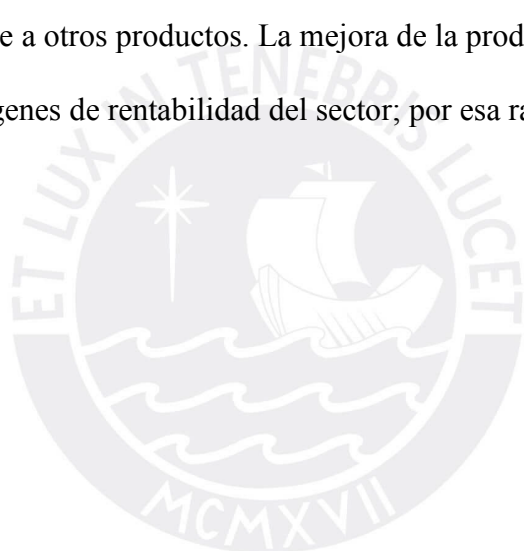 e a otros productos. La mejora de la prod
genes de rentabilidad del sector; por esa ra
ET LUX IN TENEBRIS LUCET
MCMXVII